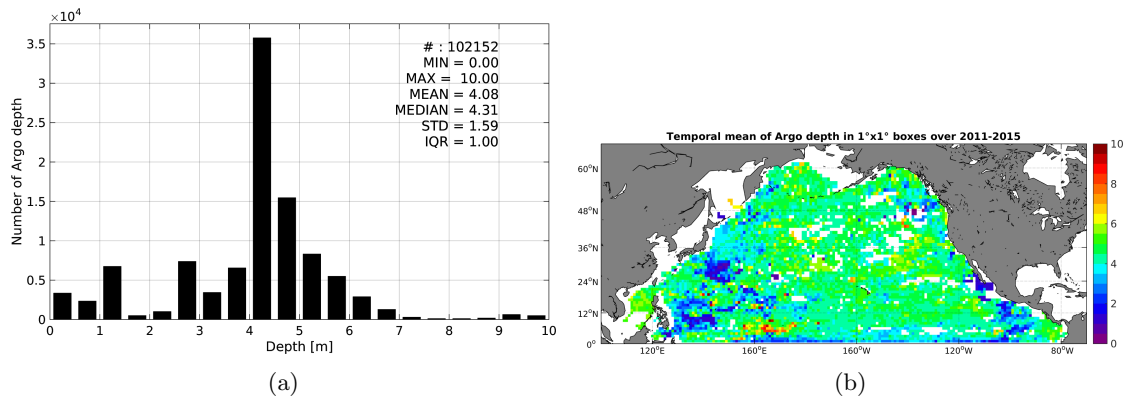 ×10⁴
3.5
3
2.5
2
1.5
1
0.5
0
Number of Argo depth
# : 102152
MIN = 0.00
MAX = 10.00
MEAN = 4.08
MEDIAN = 4.31
STD = 1.59
IQR = 1.00
0 1 2 3 4 5 6 7 8 9 10
Depth [m]
(a)
Temporal mean of Argo depth in 1°x1° boxes over 2011-2015
60°N
48°N
36°N
24°N
12°N
0°
120°E 160°E 160°W 120°W 80°W
10
8
6
4
2
0
(b)